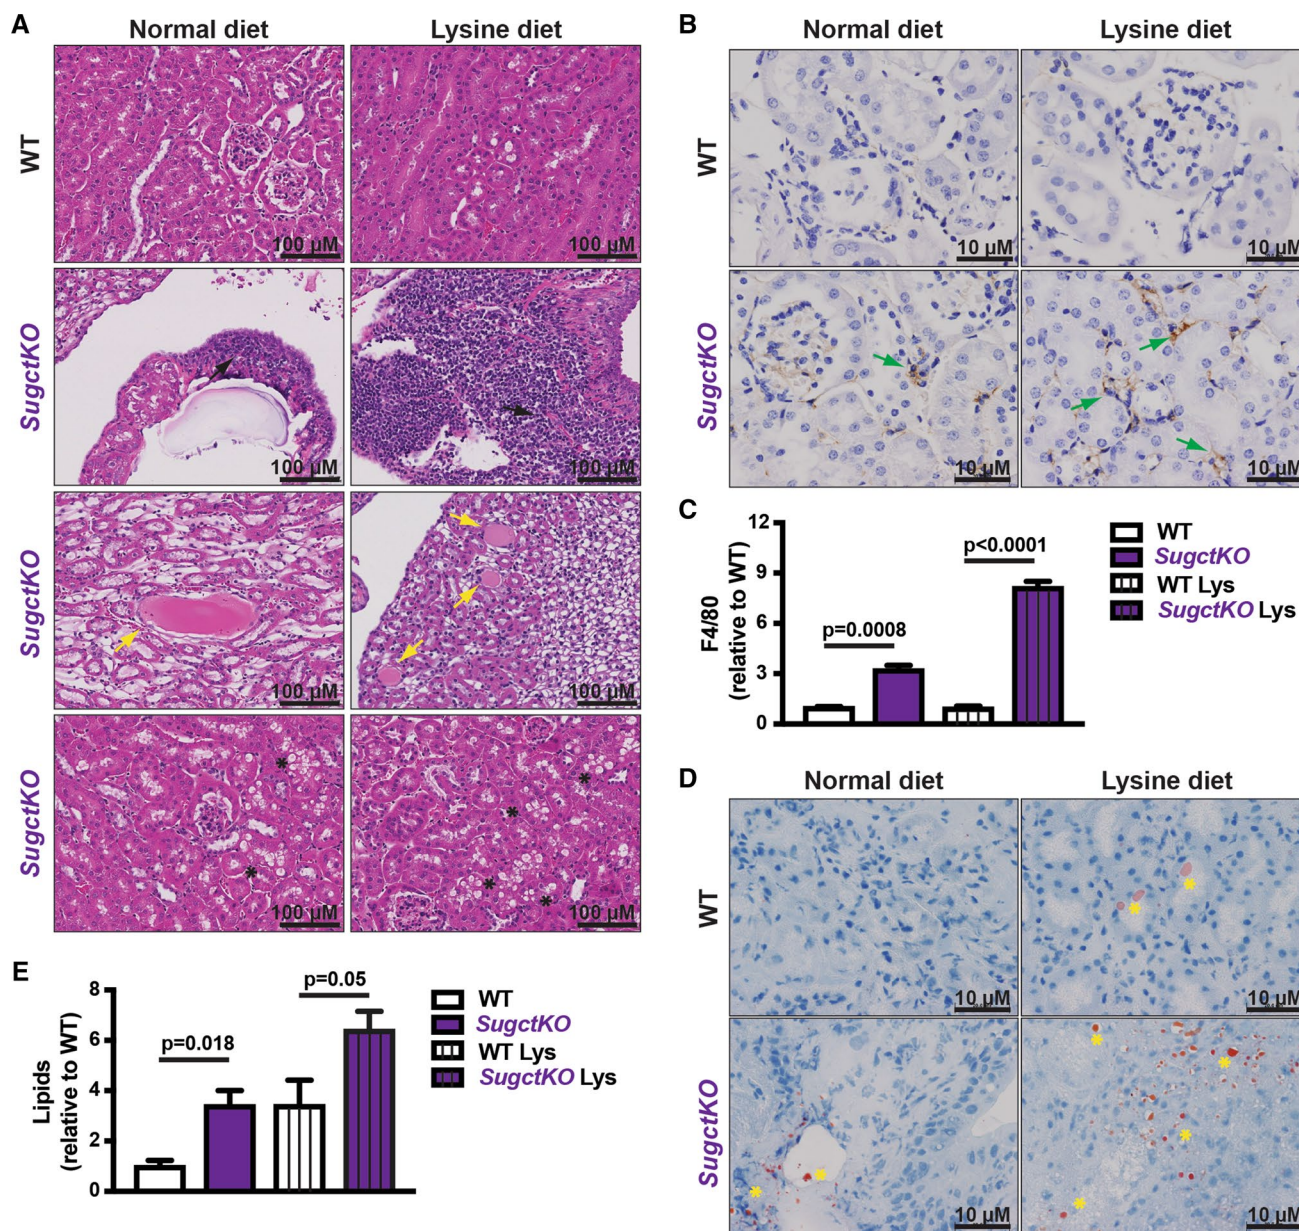 A
Normal diet
Lysine diet
WT
100 µM
100 µM
SugctKO
100 µM
100 µM
SugctKO
100 µM
100 µM
SugctKO
*
*
*
*
*
*
100 µM
100 µM
B
Normal diet
Lysine diet
WT
10 µM
10 µM
SugctKO
10 µM
10 µM
C
F4/80
(relative to WT)
12
9
6
3
0
p=0.0008
p<0.0001
WT
SugctKO
WT Lys
SugctKO Lys
D
Normal diet
Lysine diet
WT
*
*
10 µM
10 µM
SugctKO
*
*
*
*
*
*
10 µM
10 µM
E
Lipids
(relative to WT)
8
6
4
2
0
p=0.018
p=0.05
WT
SugctKO
WT Lys
SugctKO Lys